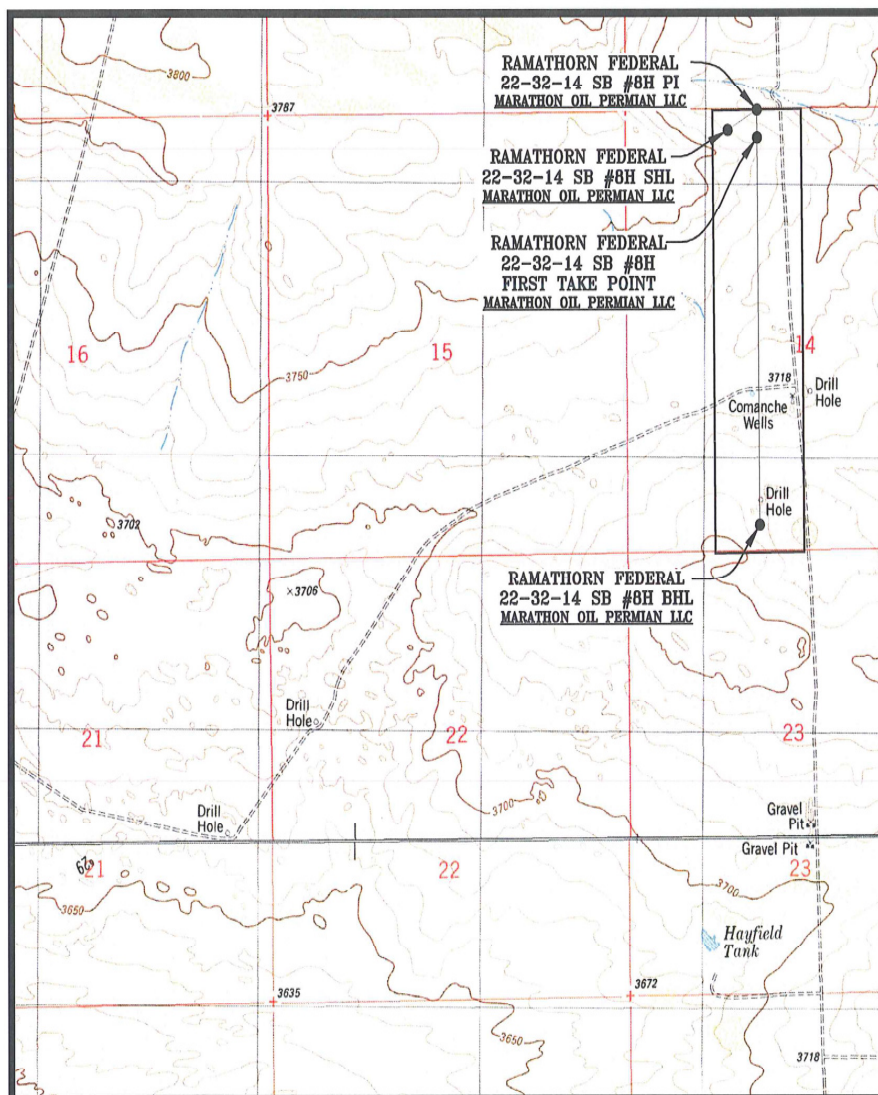 RAMATHORN FEDERAL
22-32-14 SB #8H PI
MARATHON OIL PERMIAN LLC
3800
3787
RAMATHORN FEDERAL
22-32-14 SB #8H SHL
MARATHON OIL PERMIAN LLC
RAMATHORN FEDERAL
22-32-14 SB #8H
FIRST TAKE POINT
MARATHON OIL PERMIAN LLC
16
15
14
3750
3718
Drill
Hole
Comanche
Wells
Drill
Hole
3702
RAMATHORN FEDERAL
22-32-14 SB #8H BHL
MARATHON OIL PERMIAN LLC
×3706
Drill
Hole
21
22
23
3700
Drill
Hole
Gravel
Pit
Gravel Pit
629
21
22
23
3650
3700
Hayfield
Tank
3635
3672
3650
3718